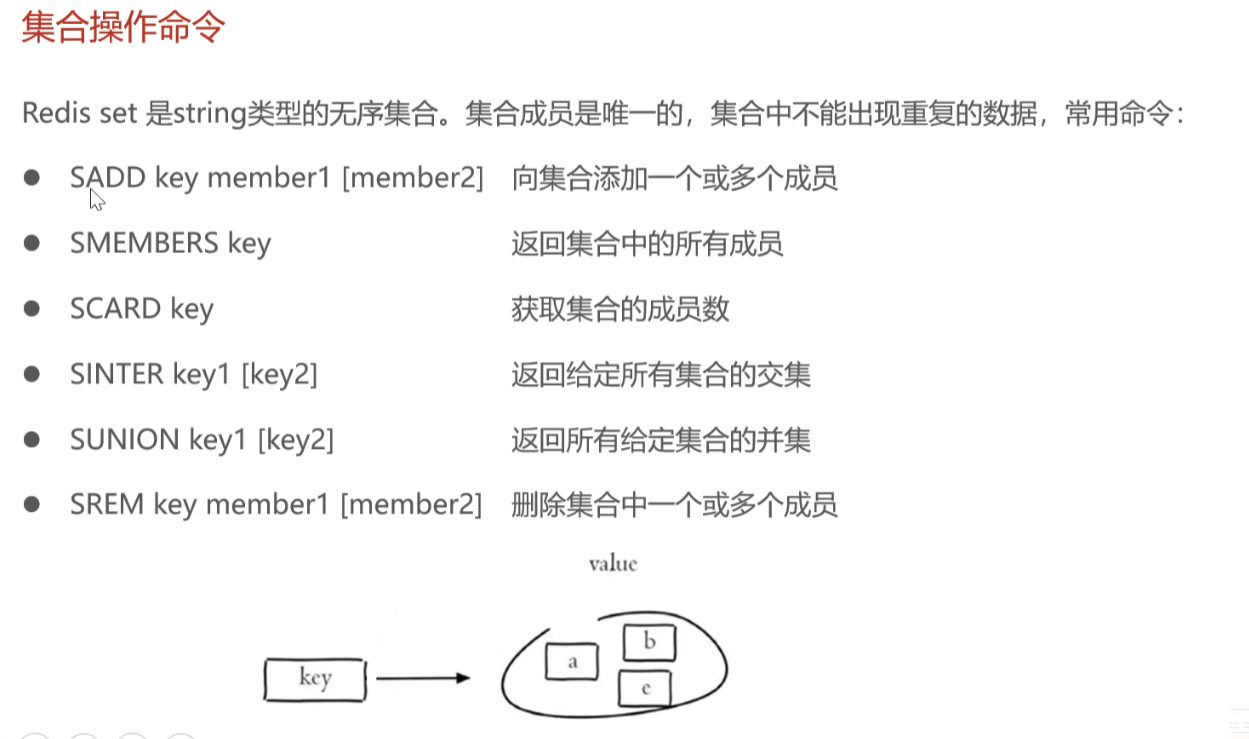 集合操作命令
Redis set 是string类型的无序集合。集合成员是唯一的，集合中不能出现重复的数据，常用命令：
● SADD key member1 [member2] 向集合添加一个或多个成员
● SMEMBERS key 返回集合中的所有成员
● SCARD key 获取集合的成员数
● SINTER key1 [key2] 返回给定所有集合的交集
● SUNION key1 [key2] 返回所有给定集合的并集
● SREM key member1 [member2] 删除集合中一个或多个成员
value
b
a
key
e